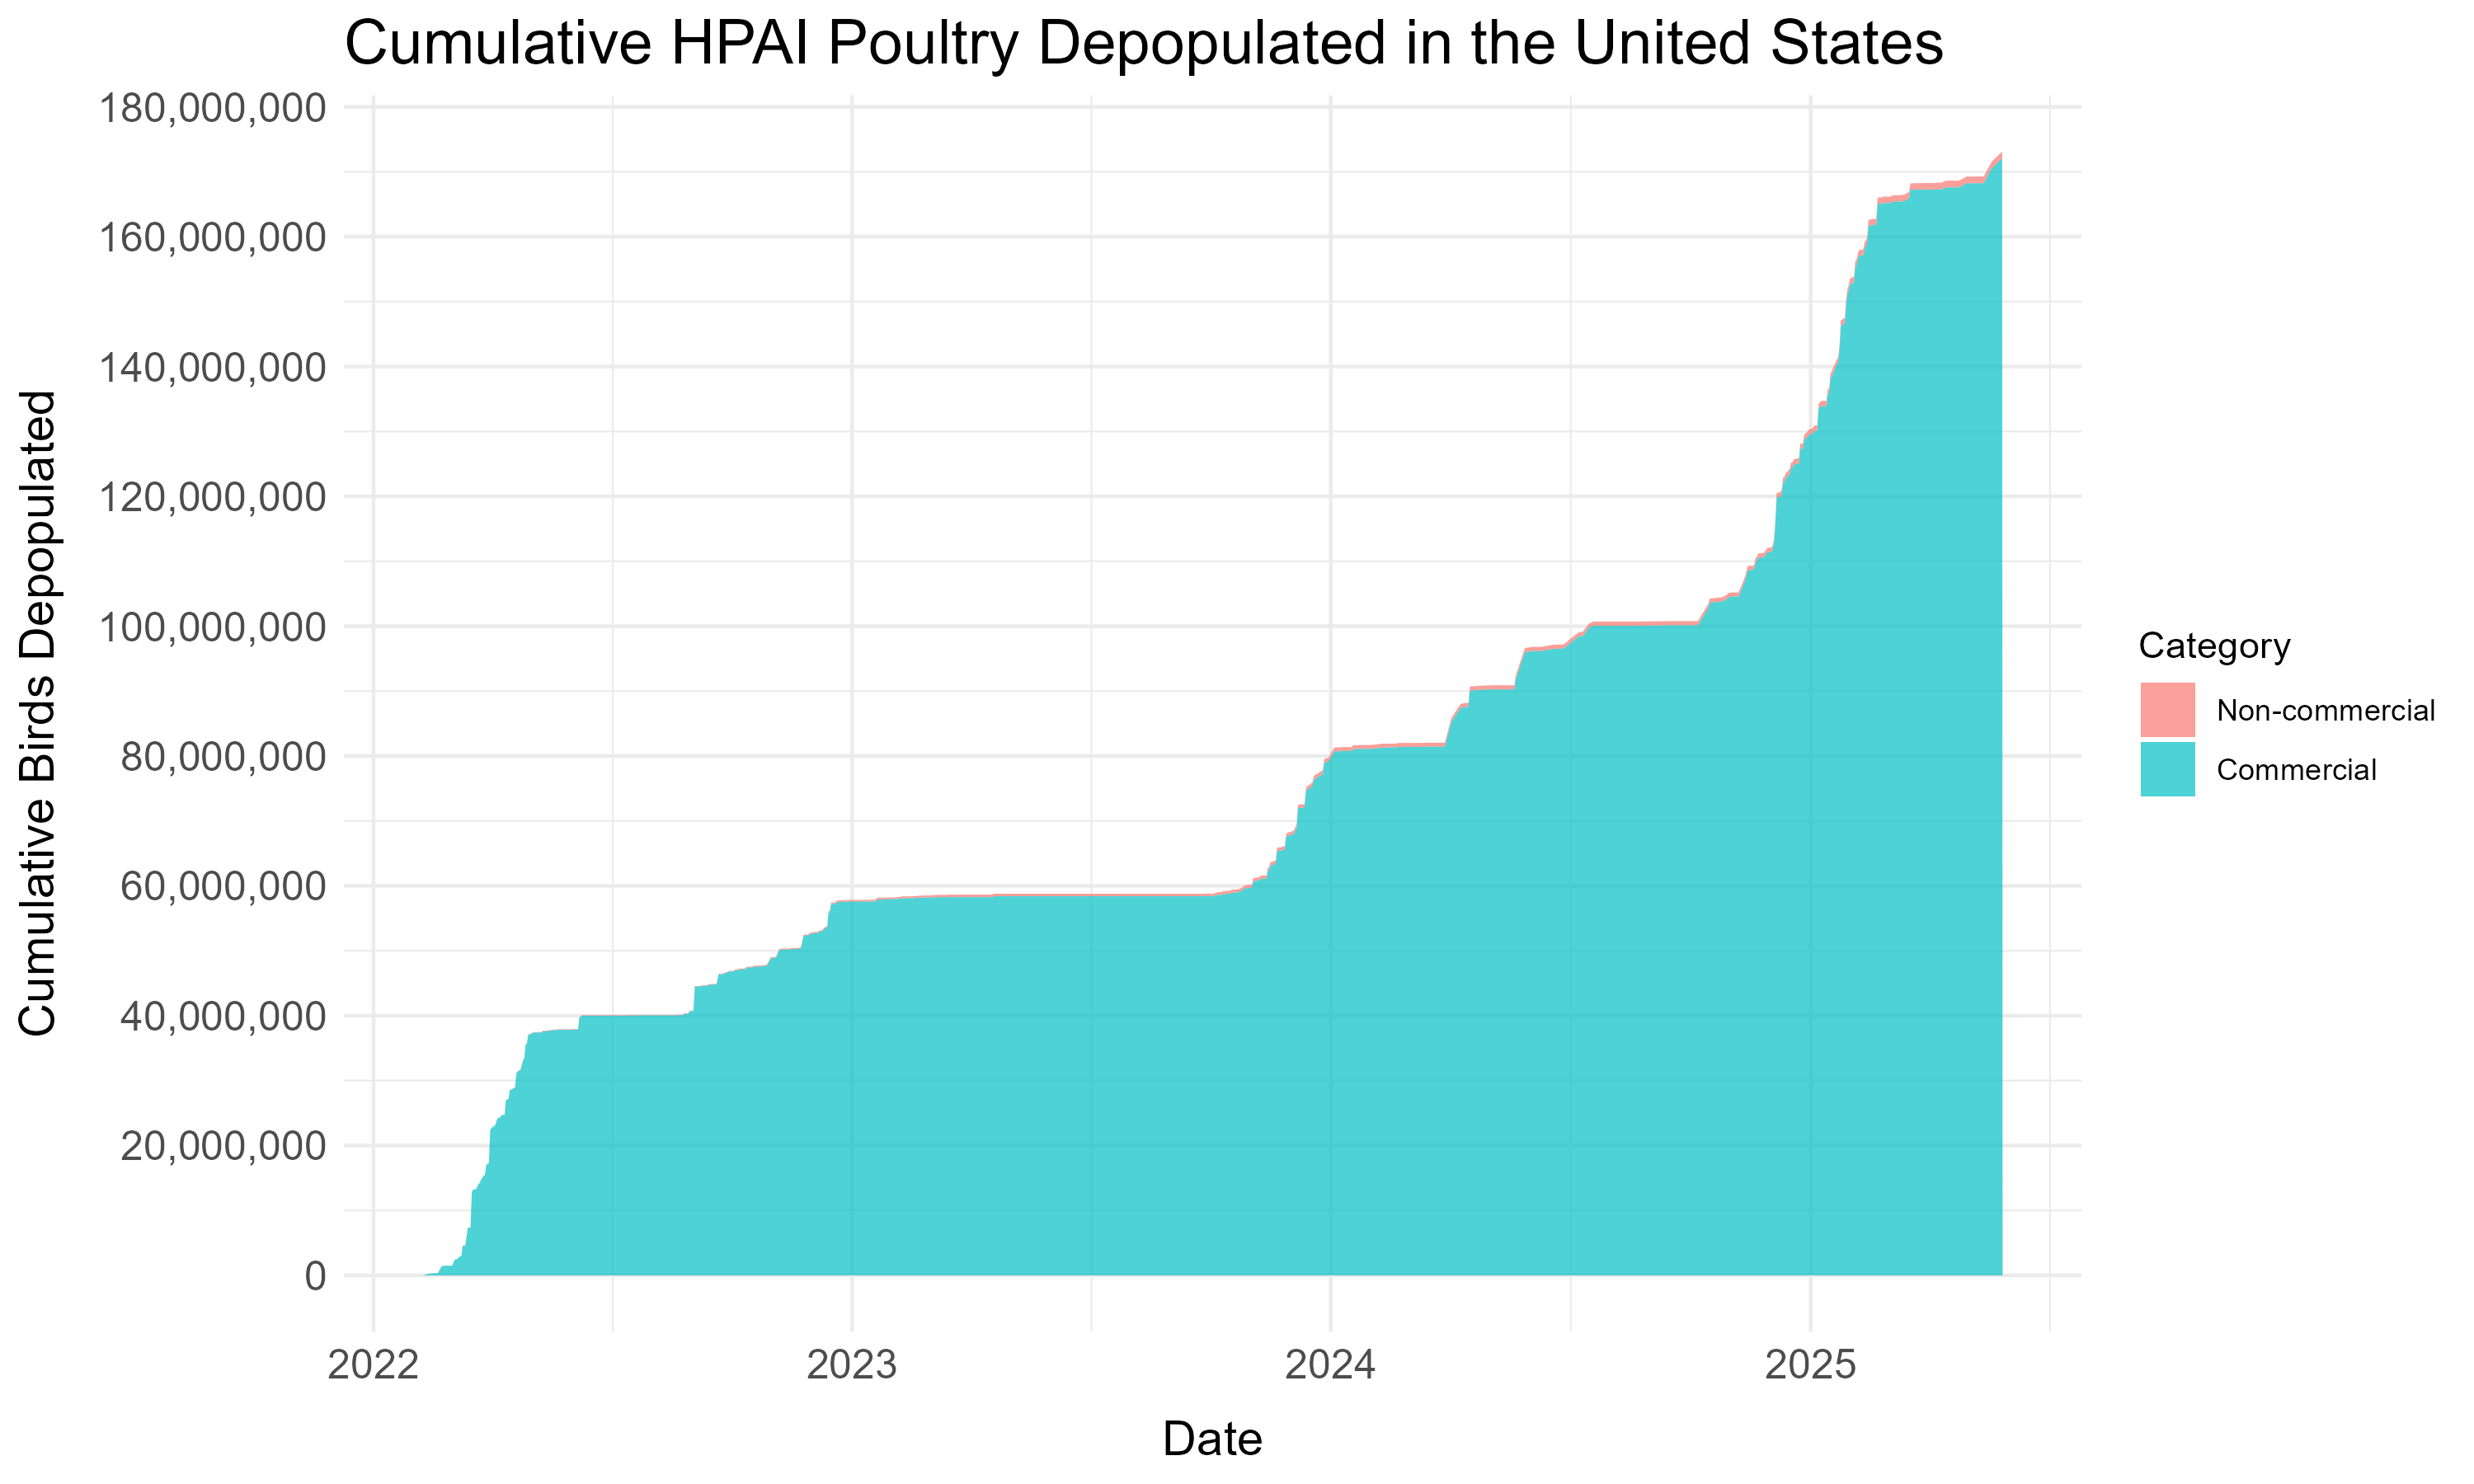 Cumulative HPAI Poultry Depopulated in the United States
Cumulative Birds Depopulated
180,000,000
160,000,000
140,000,000
120,000,000
100,000,000
80,000,000
60,000,000
40,000,000
20,000,000
0
2022 2023 2024 2025
Date
Category
Non-commercial
Commercial